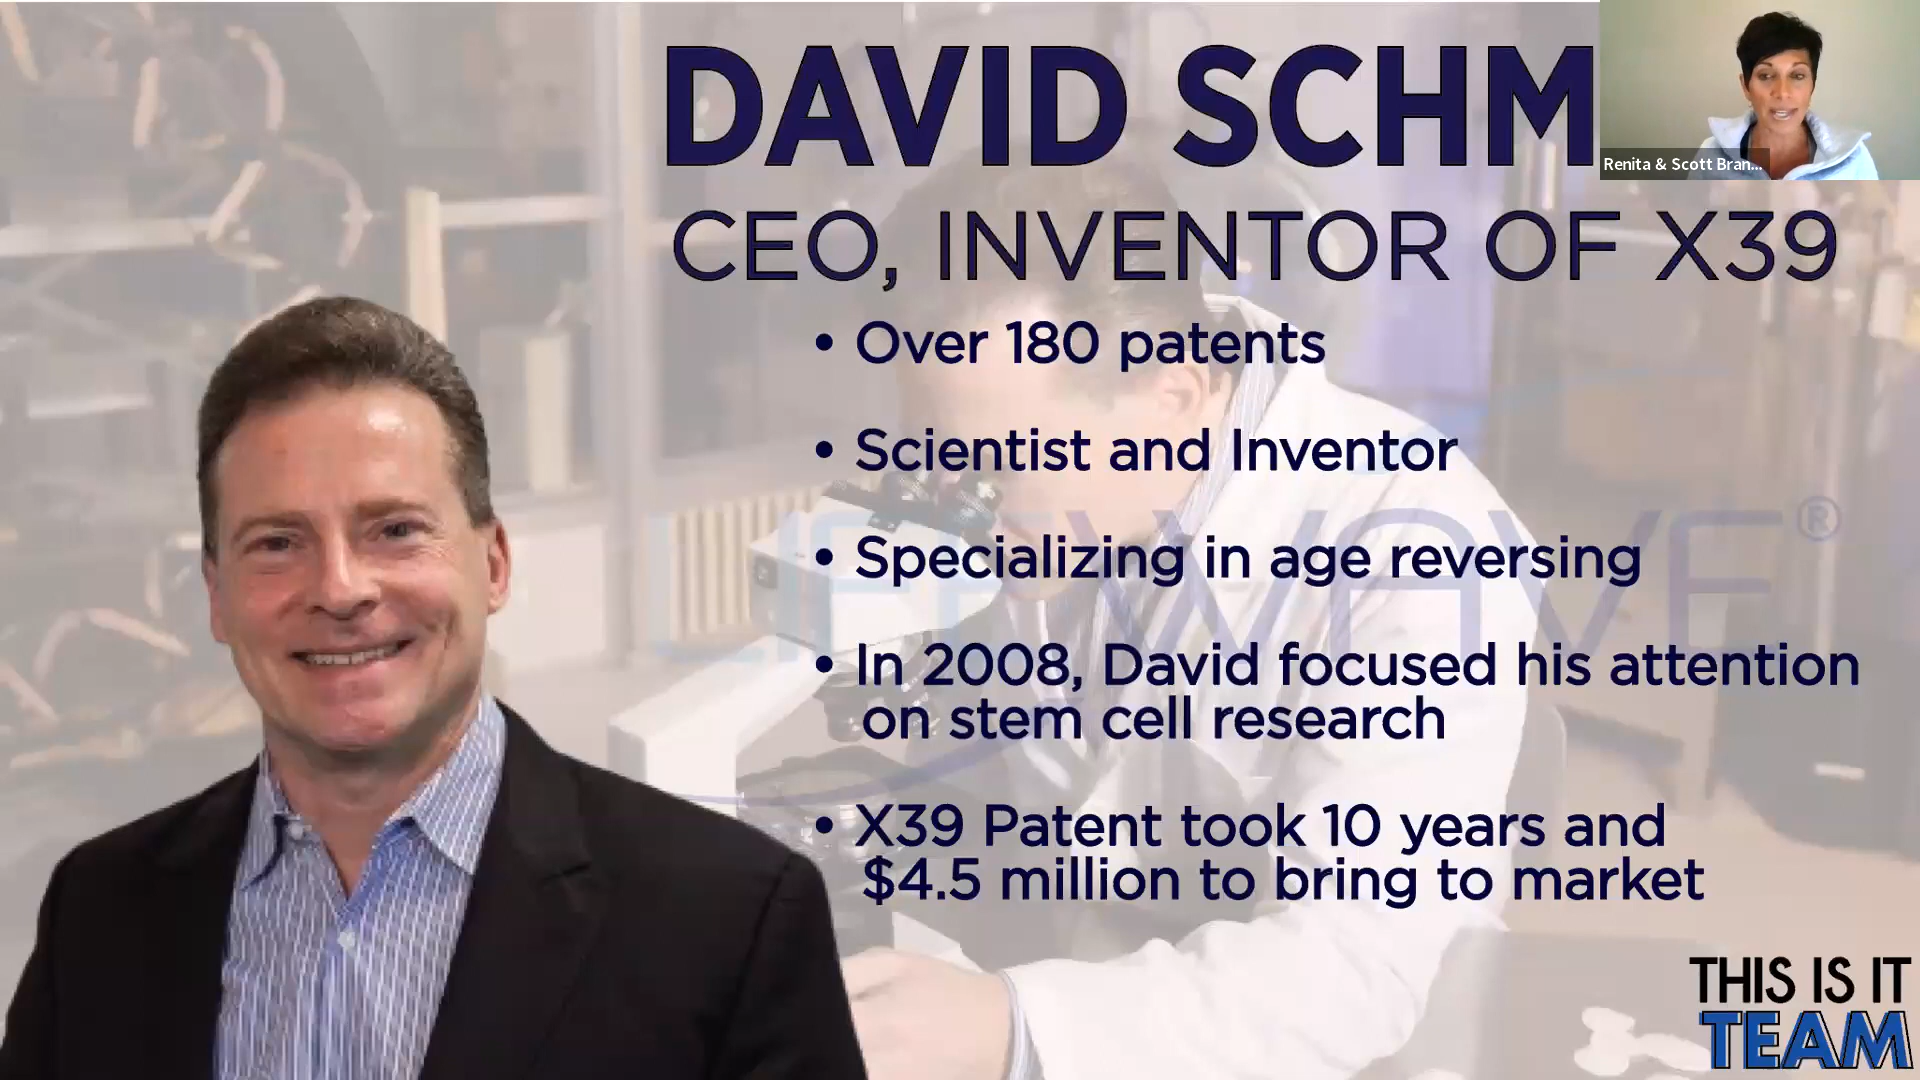 DAVID SCHM
Renita & Scott Bran...
CEO, INVENTOR OF X39
• Over 180 patents
• Scientist and Inventor
• Specializing in age reversing
LIFEWAVE®
• In 2008, David focused his attention
on stem cell research
• X39 Patent took 10 years and
$4.5 million to bring to market
THIS IS IT
TEAM